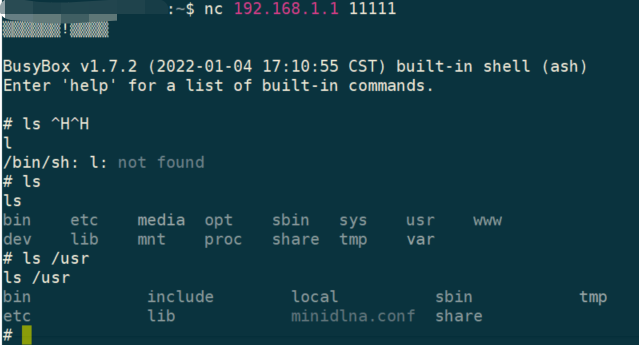 :~$ nc 192.168.1.1 11111
!
BusyBox v1.7.2 (2022-01-04 17:10:55 CST) built-in shell (ash)
Enter 'help' for a list of built-in commands.
# ls ^H^H
l
/bin/sh: l: not found
# ls
ls
bin etc media opt sbin sys usr www
dev lib mnt proc share tmp var
# ls /usr
ls /usr
bin include local sbin tmp
etc lib minidlna.conf share
#